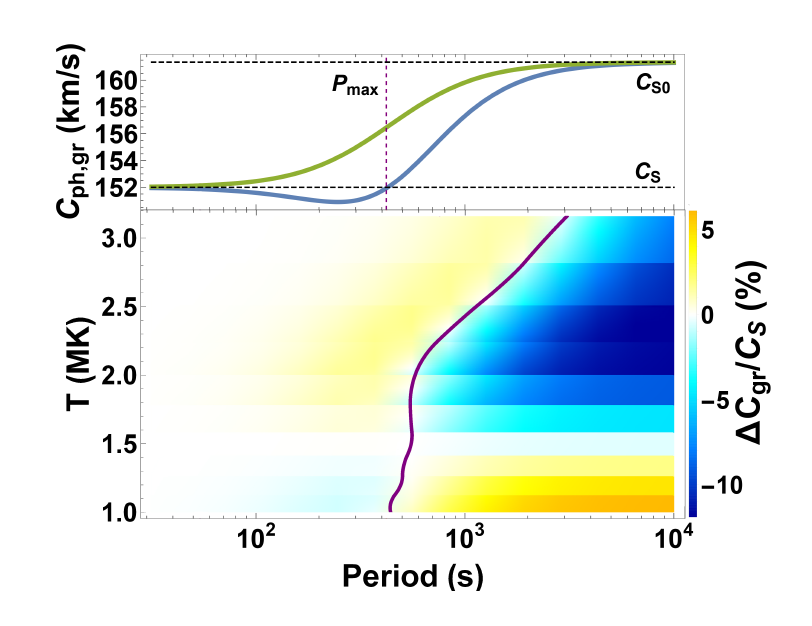 C_ph,gr (km/s)
160
158
156
154
152
P_max
C_S0
C_S
T (MK)
3.0
2.5
2.0
1.5
1.0
5
0
−5
−10
ΔC_gr/C_S (%)
10^2
10^3
10^4
Period (s)